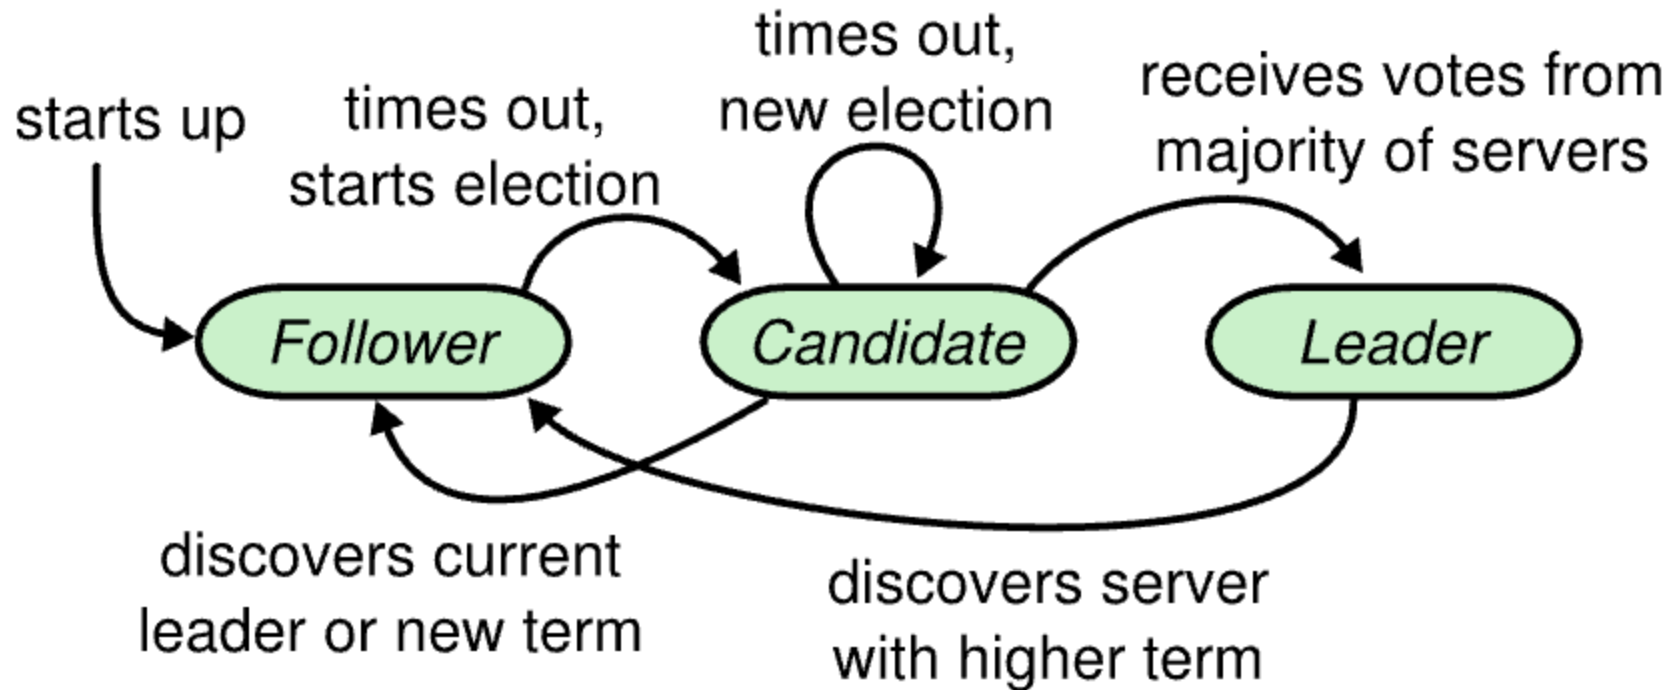 starts up
times out,
starts election
times out,
new election
receives votes from
majority of servers
Follower
Candidate
Leader
discovers current
leader or new term
discovers server
with higher term